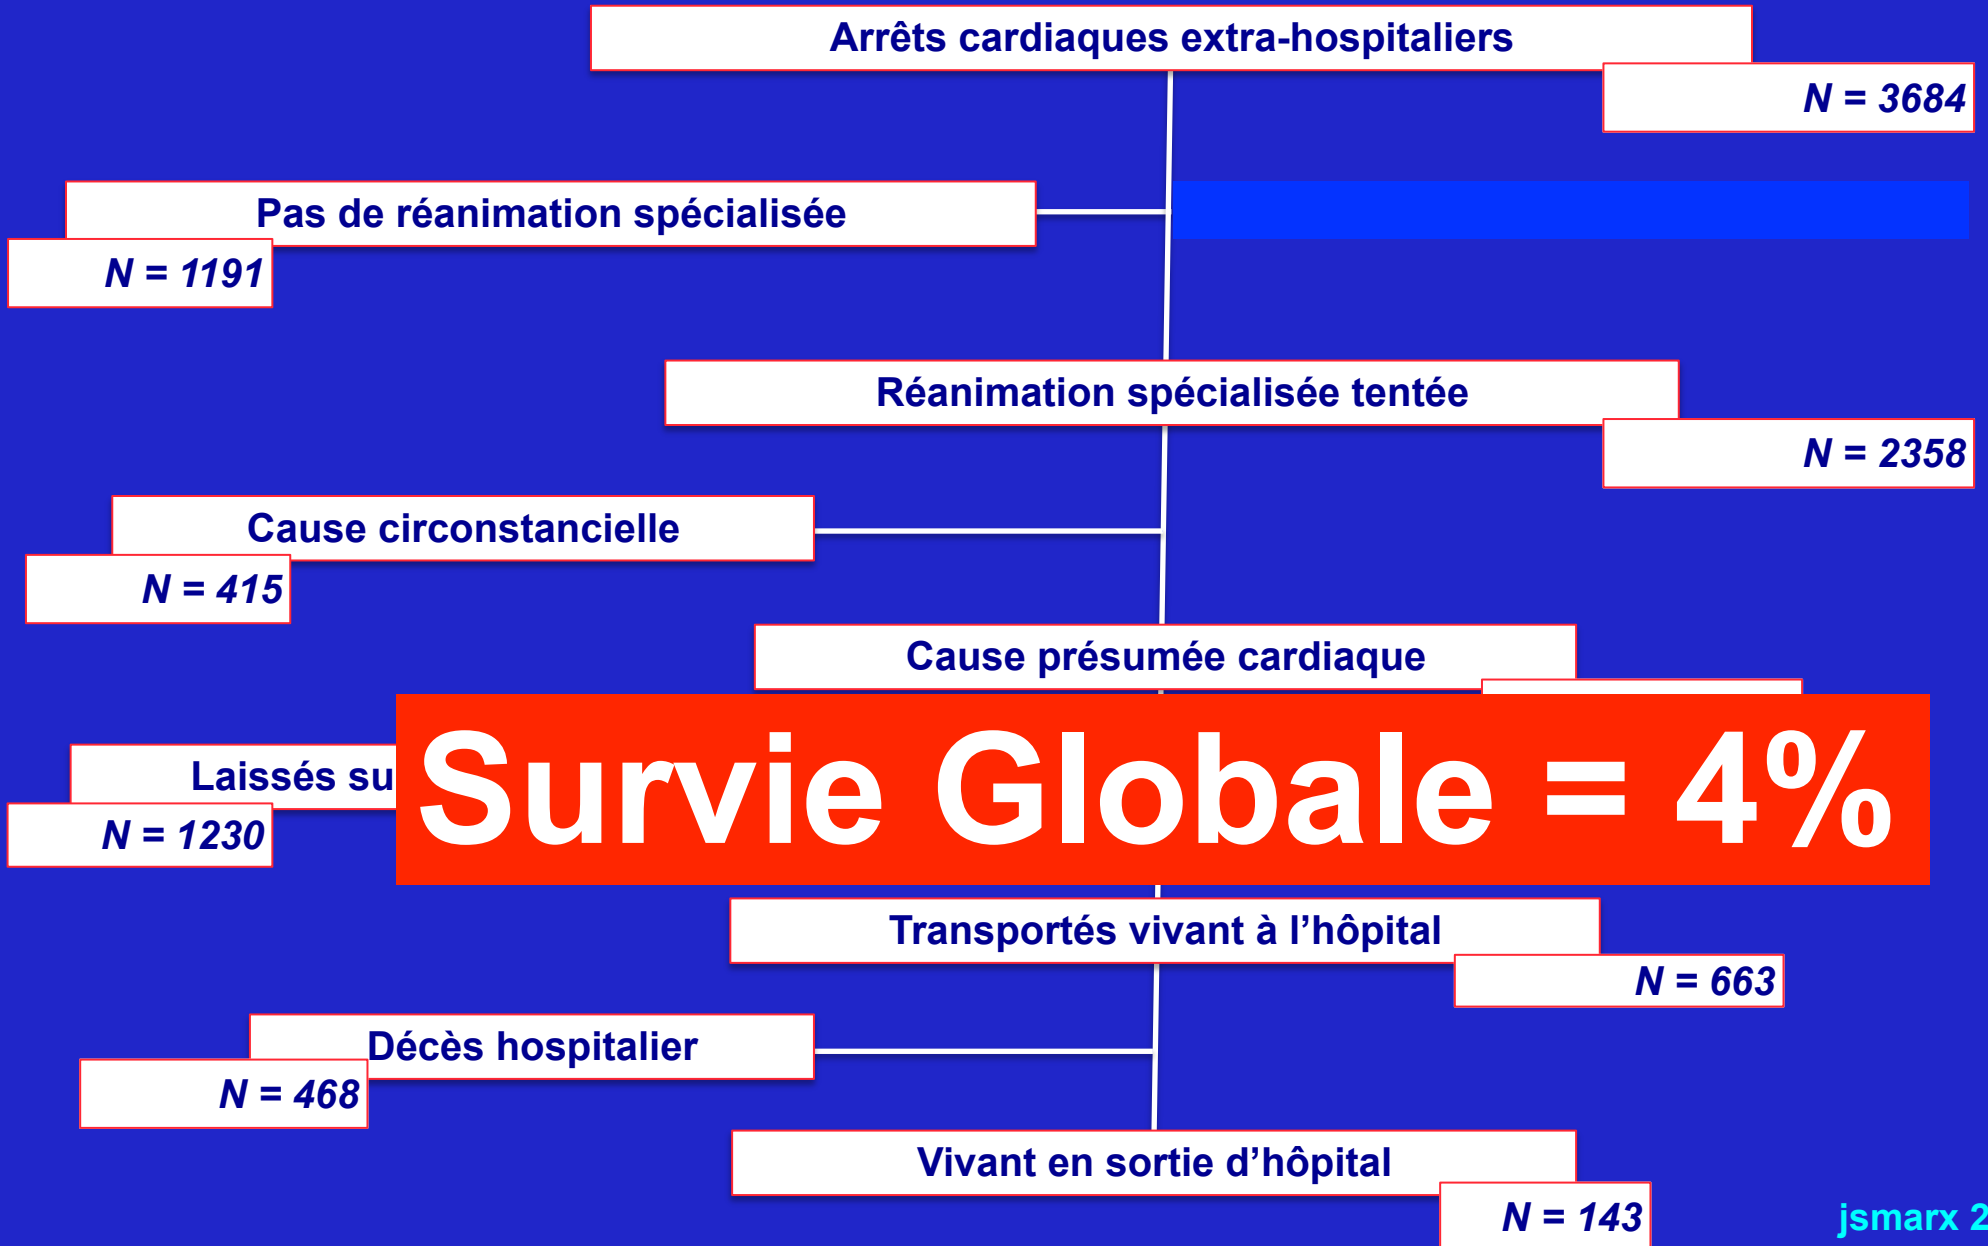 Arrêts cardiaques extra-hospitaliers
N = 3684
Pas de réanimation spécialisée
N = 1191
Réanimation spécialisée tentée
N = 2358
Cause circonstancielle
N = 415
Cause présumée cardiaque
Survie Globale = 4%
Laissés su
N = 1230
Transportés vivant à l’hôpital
N = 663
Décès hospitalier
N = 468
Vivant en sortie d’hôpital
N = 143
jsmarx 2